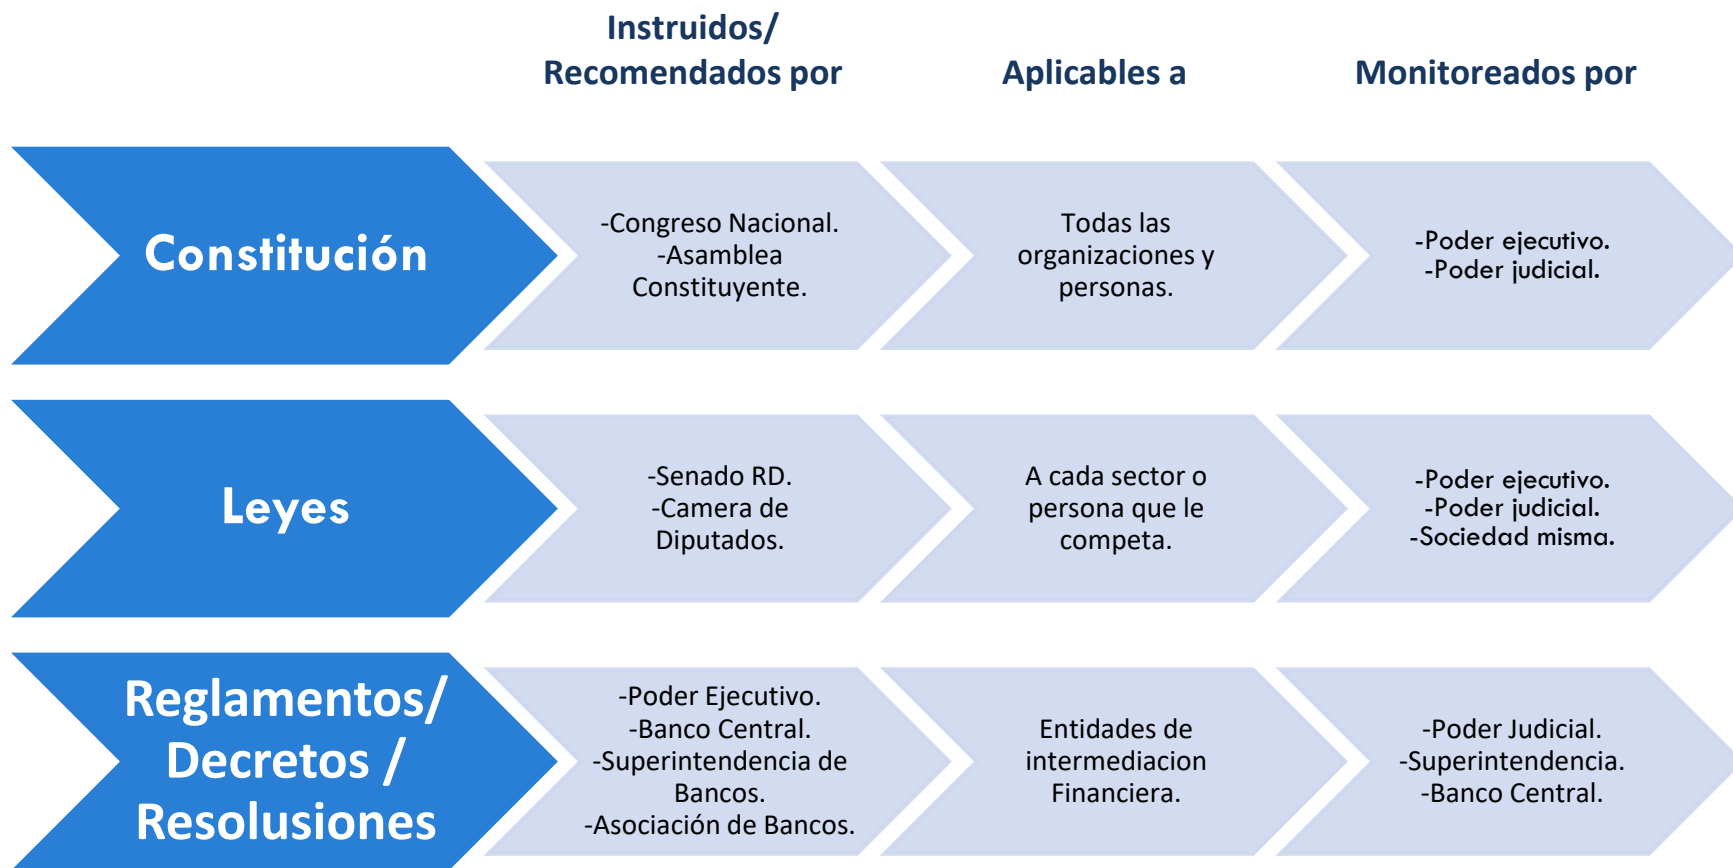 Instruidos/
Recomendados por
Aplicables a
Monitoreados por
Constitución
-Congreso Nacional.
-Asamblea
Constituyente.
Todas las
organizaciones y
personas.
-Poder ejecutivo.
-Poder judicial.
Leyes
-Senado RD.
-Camera de
Diputados.
A cada sector o
persona que le
competa.
-Poder ejecutivo.
-Poder judicial.
-Sociedad misma.
Reglamentos/
Decretos /
Resolusiones
-Poder Ejecutivo.
-Banco Central.
-Superintendencia de
Bancos.
-Asociación de Bancos.
Entidades de
intermediacion
Financiera.
-Poder Judicial.
-Superintendencia.
-Banco Central.